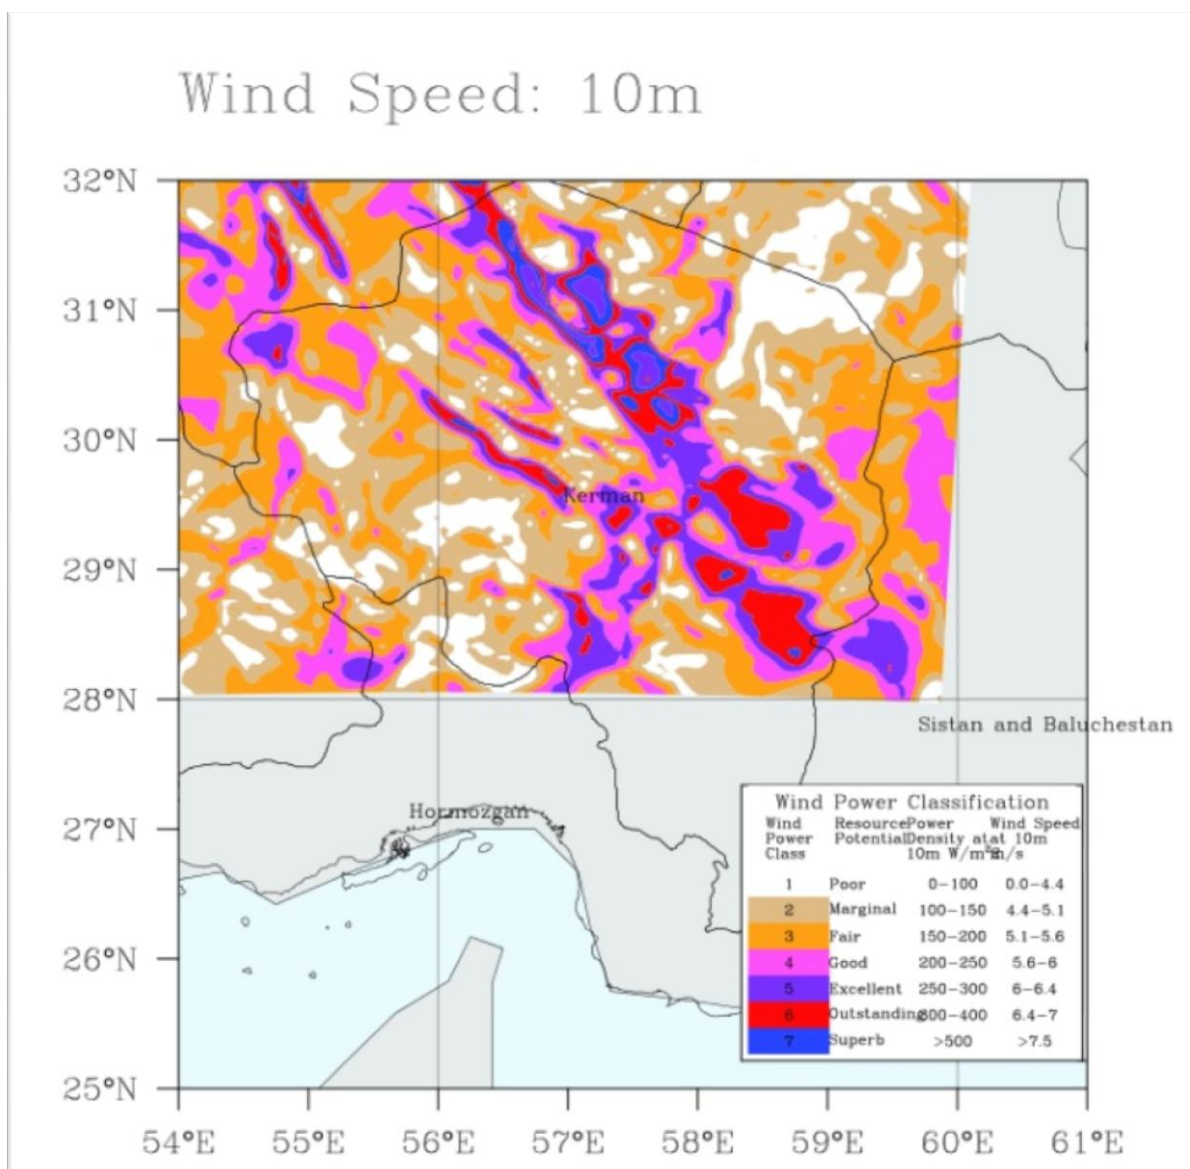 Wind Speed: 10m
32°N
31°N
30°N
Kerman
29°N
28°N
Sistan and Baluchestan
Hormozgan
27°N
26°N
25°N
54°E 55°E 56°E 57°E 58°E 59°E 60°E 61°E
Wind Power Classification
Wind Resource Power Wind Speed
Power Potential Density at at 10m
Class 10m W/m² m/s
1 Poor 0-100 0.0-4.4
2 Marginal 100-150 4.4-5.1
3 Fair 150-200 5.1-5.6
4 Good 200-250 5.6-6
5 Excellent 250-300 6-6.4
6 Outstanding 300-400 6.4-7
7 Superb >500 >7.5